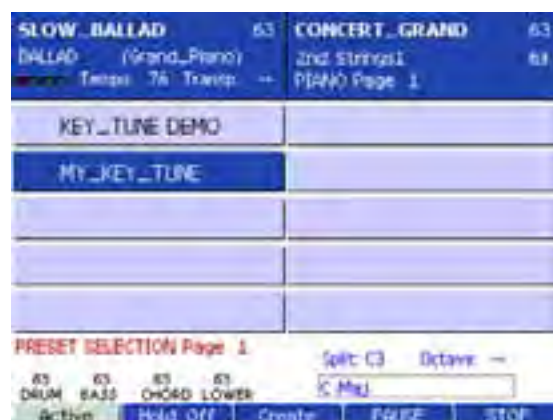 SLOW_BALLAD 63 CONCERT_GRAND 63
BALLAD (Grand_Piano) 2nd Strings1 63
Tempo 76 Transp -- PIANO Page 1
KEY_TUNE DEMO
MY_KEY_TUNE
PRESET SELECTION Page 1
Split C3 Octave --
63 63 63 63
DRUM BASS CHORD LOWER
C Maj
Active Hold Off Create PAUSE STOP